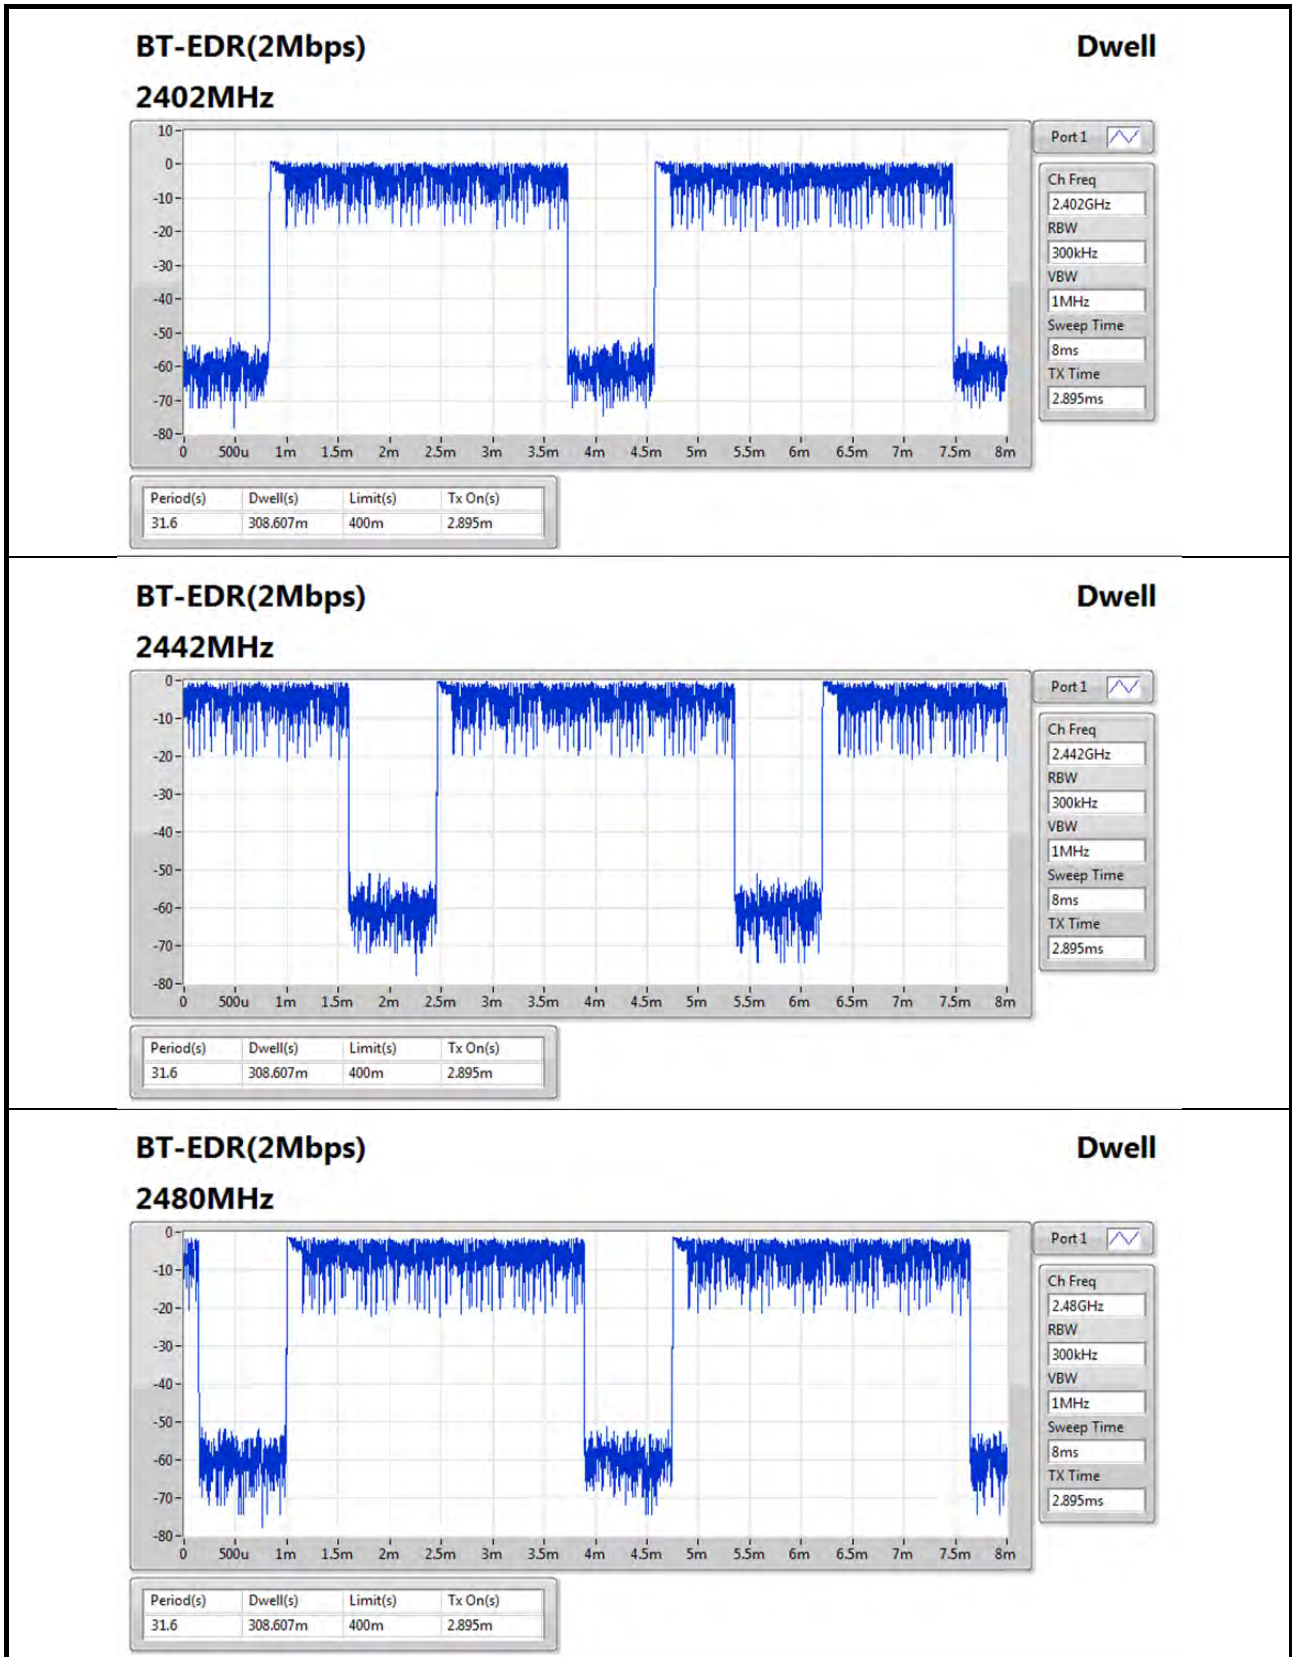 BT-EDR(2Mbps) Dwell
2402MHz
10
0
-10
-20
-30
-40
-50
-60
-70
-80
0 500u 1m 1.5m 2m 2.5m 3m 3.5m 4m 4.5m 5m 5.5m 6m 6.5m 7m 7.5m 8m
Port 1
Ch Freq
2.402GHz
RBW
300kHz
VBW
1MHz
Sweep Time
8ms
TX Time
2.895ms
Period(s) Dwell(s) Limit(s) Tx On(s)
31.6 308.607m 400m 2.895m
BT-EDR(2Mbps) Dwell
2442MHz
0
-10
-20
-30
-40
-50
-60
-70
-80
0 500u 1m 1.5m 2m 2.5m 3m 3.5m 4m 4.5m 5m 5.5m 6m 6.5m 7m 7.5m 8m
Port 1
Ch Freq
2.442GHz
RBW
300kHz
VBW
1MHz
Sweep Time
8ms
TX Time
2.895ms
Period(s) Dwell(s) Limit(s) Tx On(s)
31.6 308.607m 400m 2.895m
BT-EDR(2Mbps) Dwell
2480MHz
0
-10
-20
-30
-40
-50
-60
-70
-80
0 500u 1m 1.5m 2m 2.5m 3m 3.5m 4m 4.5m 5m 5.5m 6m 6.5m 7m 7.5m 8m
Port 1
Ch Freq
2.48GHz
RBW
300kHz
VBW
1MHz
Sweep Time
8ms
TX Time
2.895ms
Period(s) Dwell(s) Limit(s) Tx On(s)
31.6 308.607m 400m 2.895m